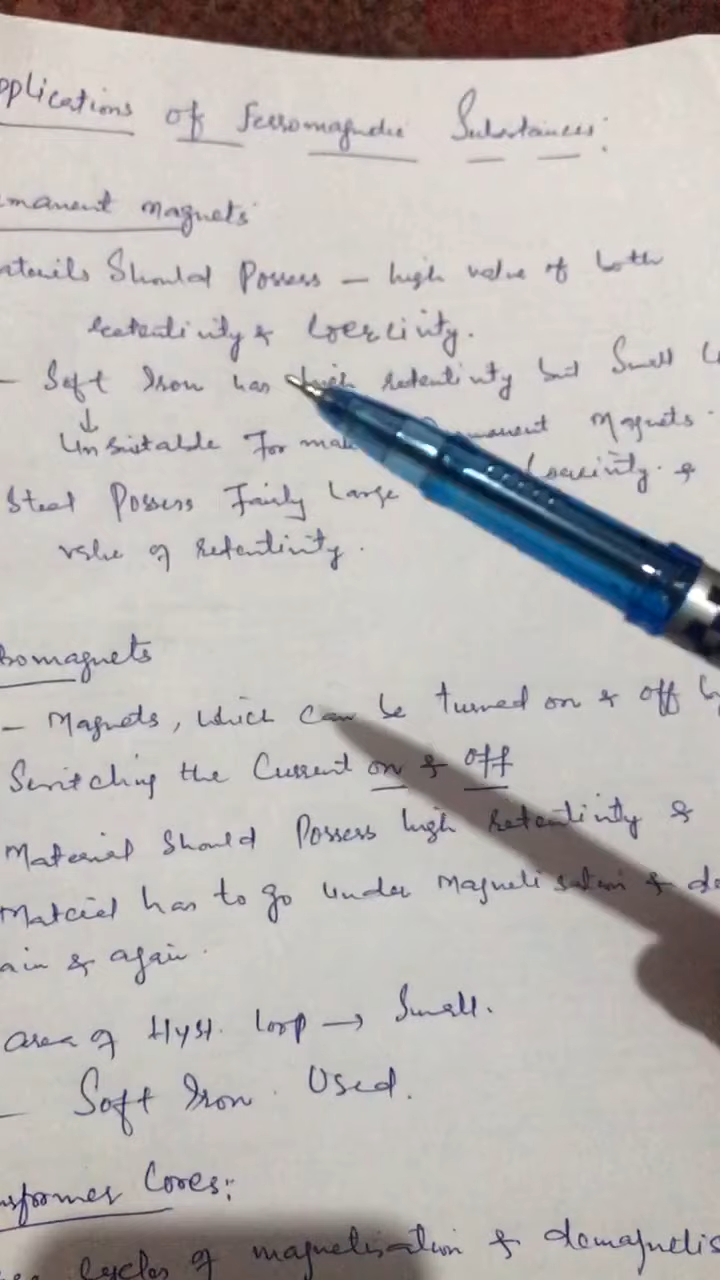 pplications of Ferromagnetic Substances:
manent Magnets
aterials Should Possess – high value of both
retentivity & Coercivity.
– Soft Iron has high retentivity but Small
↓
Unsuitable For manent Magnets.
Steel Possess Fairly Large Coercivity &
value of retentivity.
omagnets
– Magnets, which can be turned on & off
Switching the Current on & off
Material Should Possess high retentivity &
Material has to go under Magnetisation & de
ain & again.
area of Hyst. loop → Small.
– Soft Iron Used.
nsformer Cores:
cycles of magnetisation & demagnetis